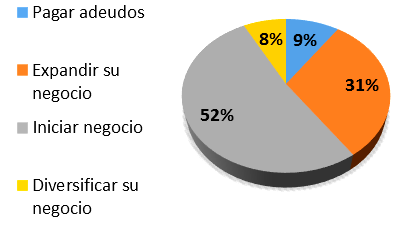 Pagar adeudos
Expandir su
negocio
Iniciar negocio
Diversificar su
negocio
8%
9%
31%
52%